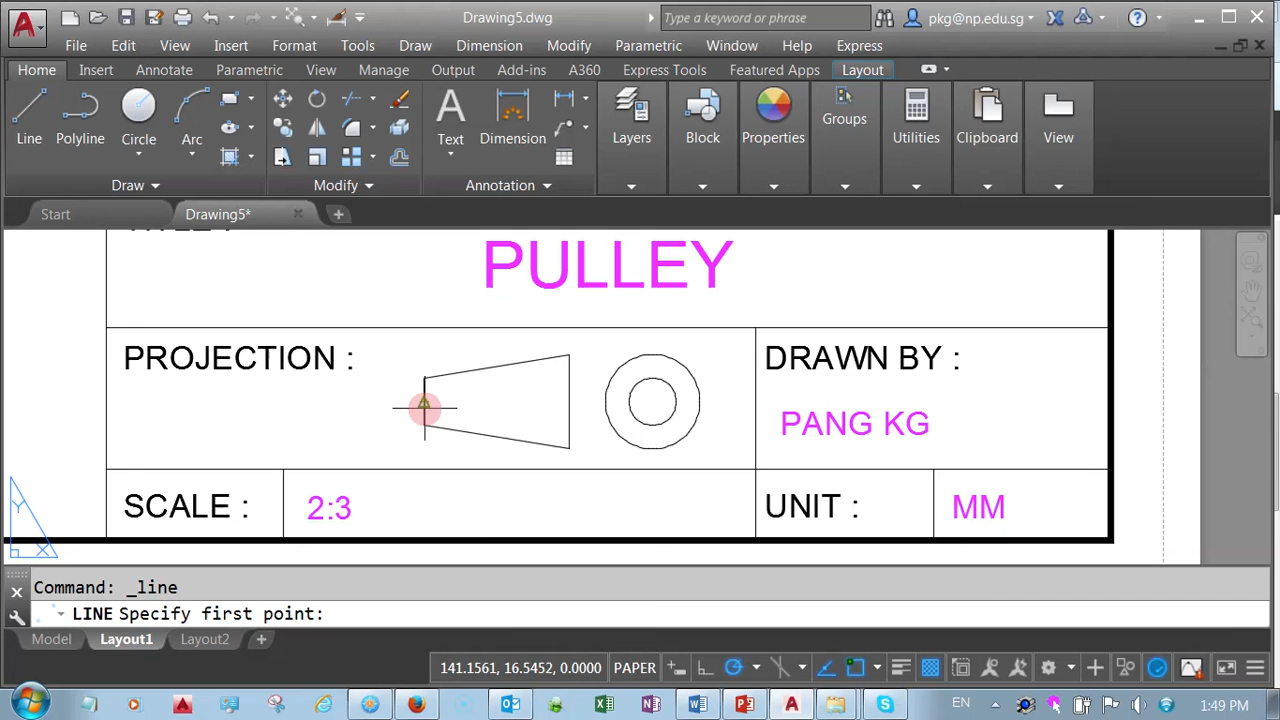 Drawing5.dwg
Type a keyword or phrase
pkg@np.edu.sg
File Edit View Insert Format Tools Draw Dimension Modify Parametric Window Help Express
Home Insert Annotate Parametric View Manage Output Add-ins A360 Express Tools Featured Apps Layout
Line Polyline Circle Arc Text Dimension Layers Block Properties Groups Utilities Clipboard View
Draw Modify Annotation
Start Drawing5*
PULLEY
PROJECTION :
DRAWN BY :
PANG KG
SCALE : 2:3 UNIT : MM
Y
X
Command: _line
LINE Specify first point:
Model Layout1 Layout2
141.1561, 16.5452, 0.0000 PAPER
EN 1:49 PM